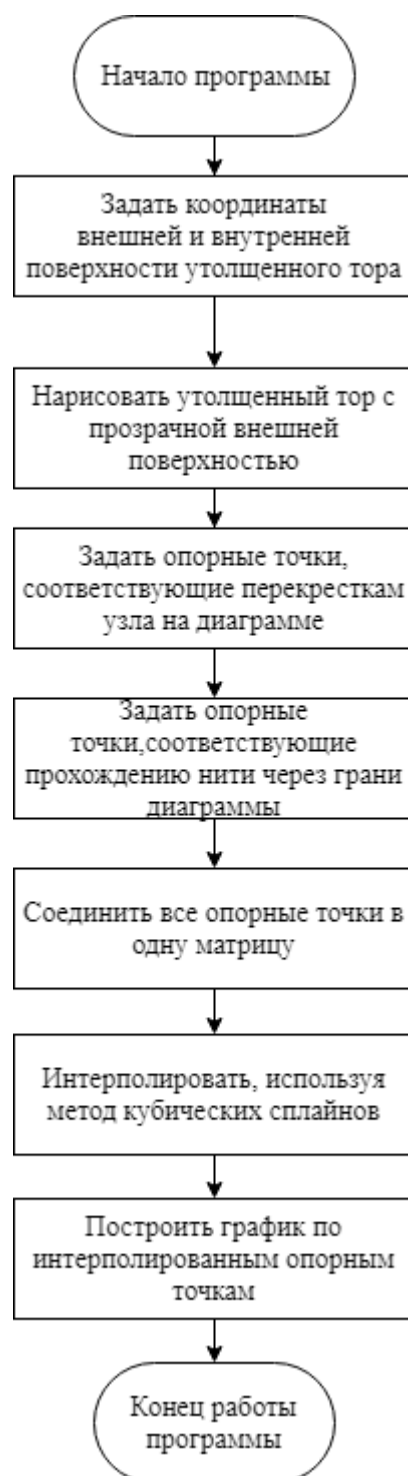 Начало программы
Задать координаты
внешней и внутренней
поверхности утолщенного тора
Нарисовать утолщенный тор с
прозрачной внешней
поверхностью
Задать опорные точки,
соответствующие перекресткам
узла на диаграмме
Задать опорные
точки,соответствующие
прохождению нити через грани
диаграммы
Соединить все опорные точки в
одну матрицу
Интерполировать, используя
метод кубических сплайнов
Построить график по
интерполированным опорным
точкам
Конец работы
программы